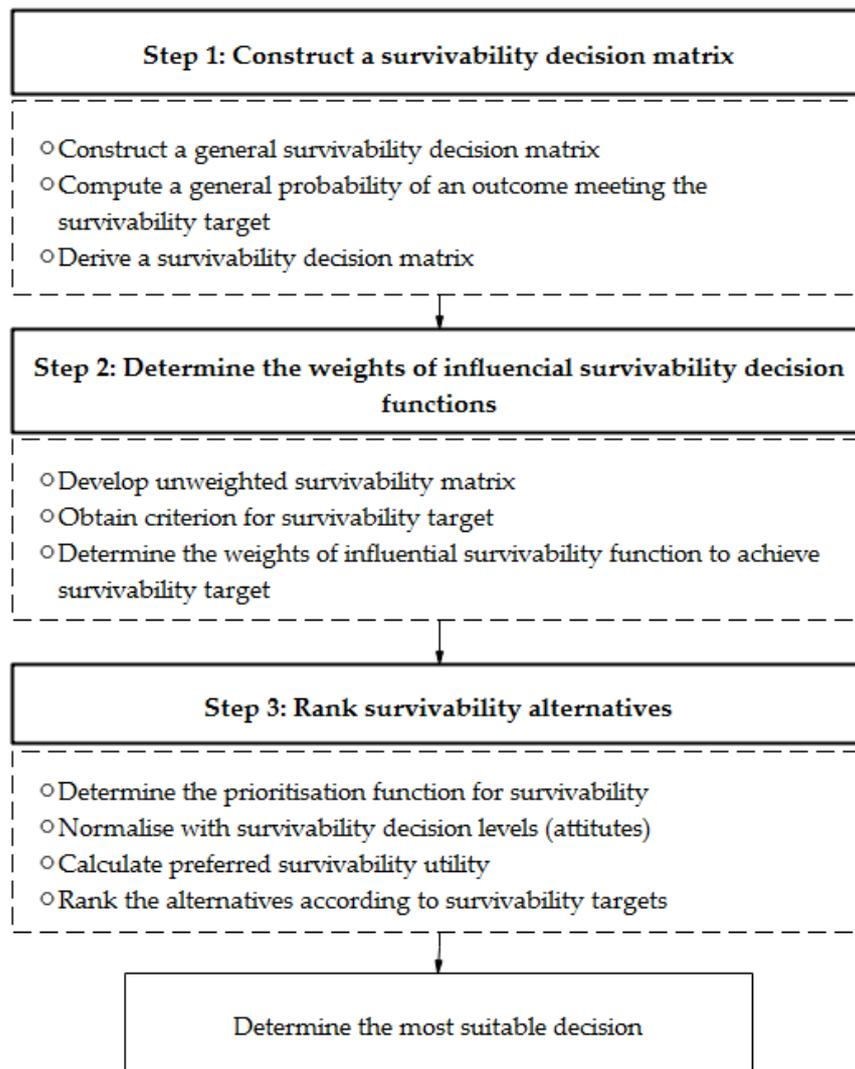 Step 1: Construct a survivability decision matrix
○Construct a general survivability decision matrix
○Compute a general probability of an outcome meeting the
survivability target
○Derive a survivability decision matrix
Step 2: Determine the weights of influencial survivability decision
functions
○Develop unweighted survivability matrix
○Obtain criterion for survivability target
○Determine the weights of influential survivability function to achieve
survivability target
Step 3: Rank survivability alternatives
○Determine the prioritisation function for survivability
○Normalise with survivability decision levels (attitutes)
○Calculate preferred survivability utility
○Rank the alternatives according to survivability targets
Determine the most suitable decision